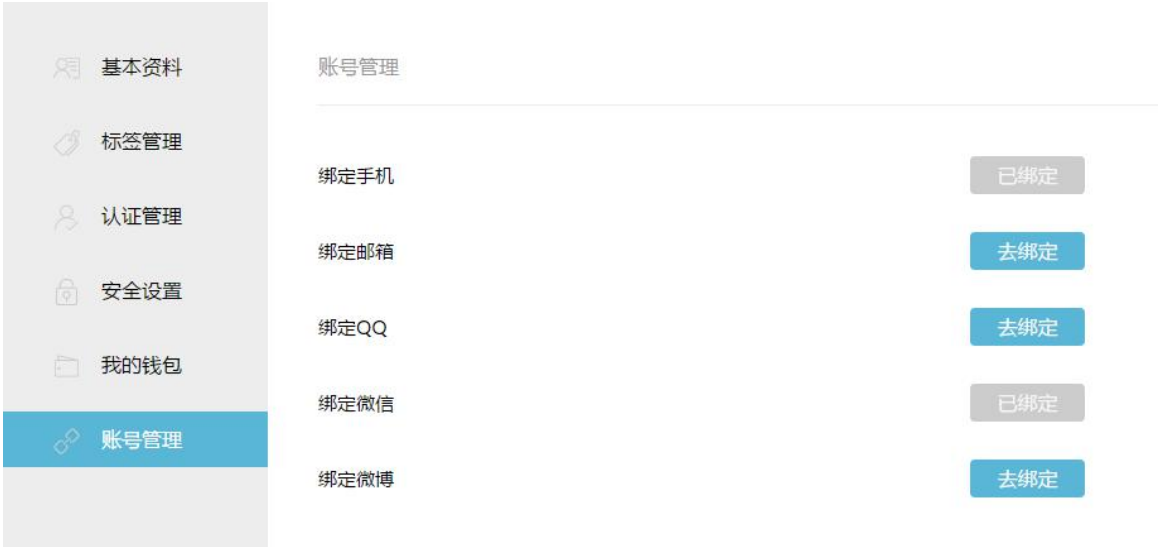 基本资料
标签管理
认证管理
安全设置
我的钱包
账号管理
账号管理
绑定手机 已绑定
绑定邮箱 去绑定
绑定QQ 去绑定
绑定微信 已绑定
绑定微博 去绑定